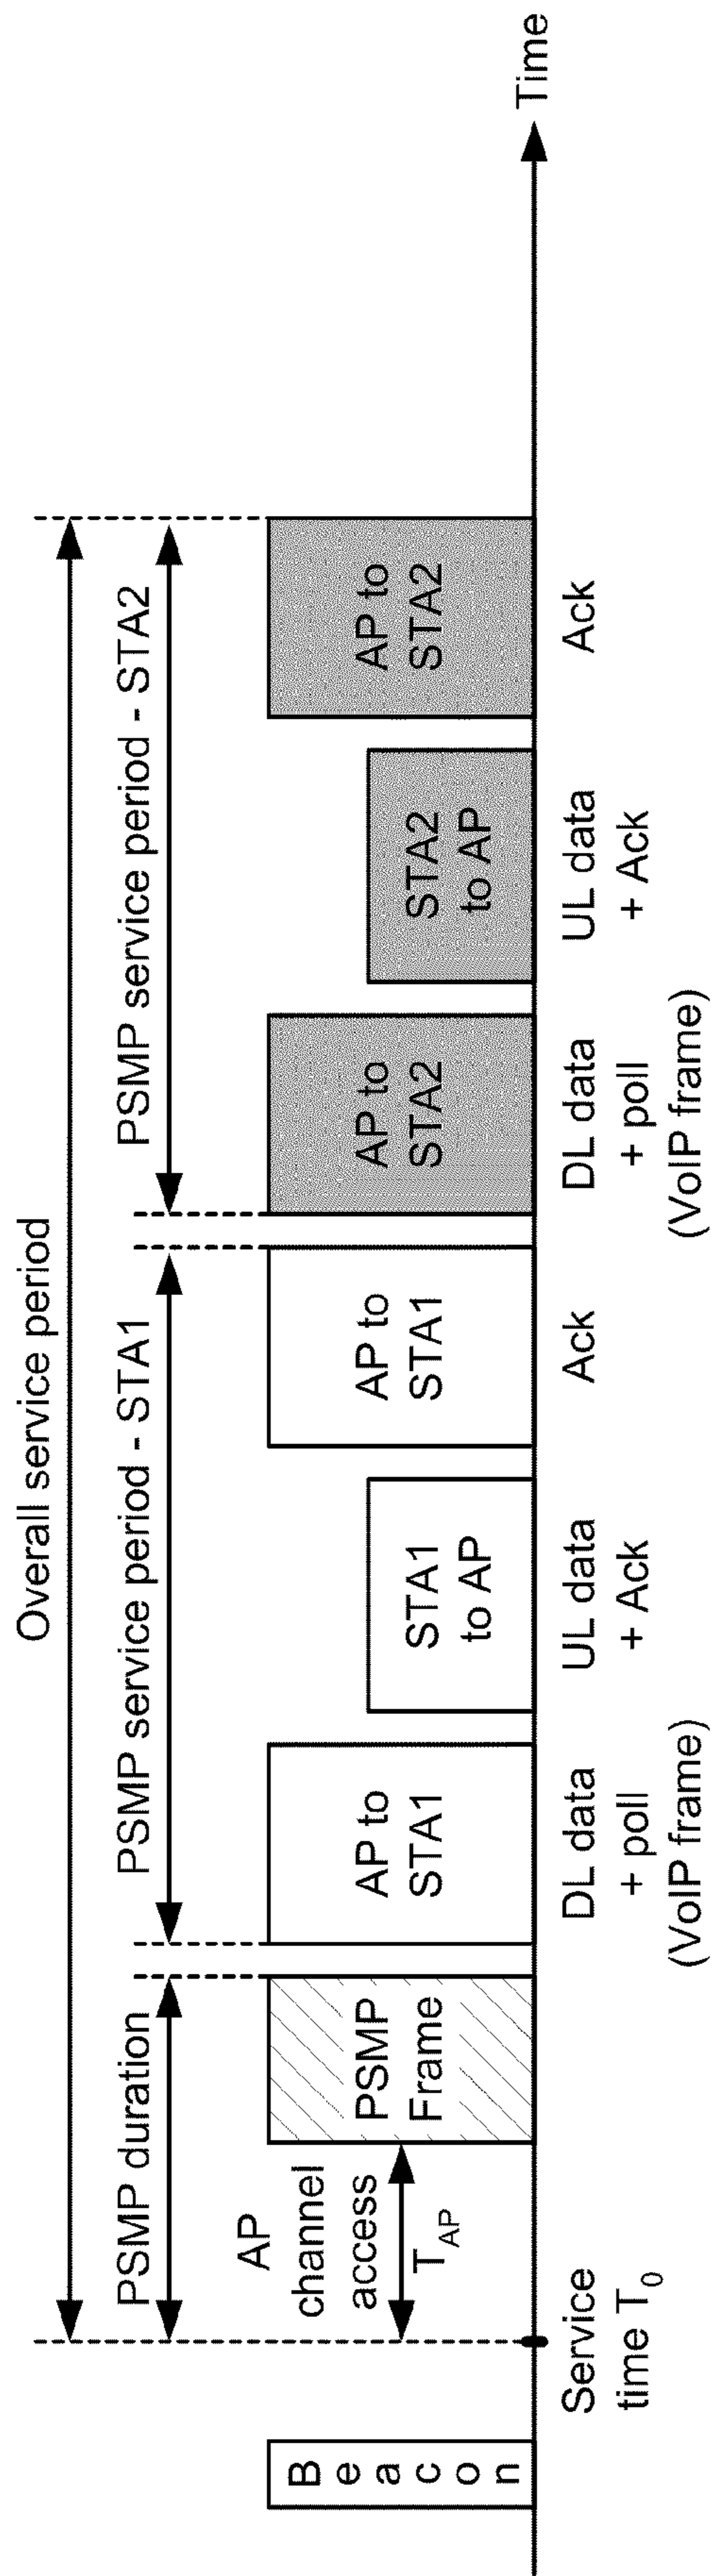 Overall service period
PSMP duration
PSMP service period - STA1
PSMP service period - STA2
AP
channel
access
T_AP
Beacon
PSMP
Frame
AP to
STA1
STA1
to AP
AP to
STA1
AP to
STA2
STA2
to AP
AP to
STA2
Time
Service
time T_0
DL data
+ poll
(VoIP frame)
UL data
+ Ack
Ack
DL data
+ poll
(VoIP frame)
UL data
+ Ack
Ack